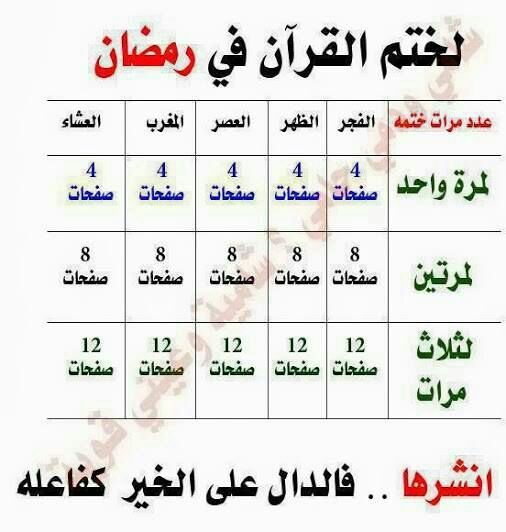 لختم القرآن في رمضان
عدد مرات ختمه الفجر الظهر العصر المغرب العشاء
لمرة واحد 4 صفحات 4 صفحات 4 صفحات 4 صفحات 4 صفحات
لمرتين 8 صفحات 8 صفحات 8 صفحات 8 صفحات 8 صفحات
لثلاث مرات 12 صفحات 12 صفحات 12 صفحات 12 صفحات 12 صفحات
انشرها .. فالدال على الخير كفاعله